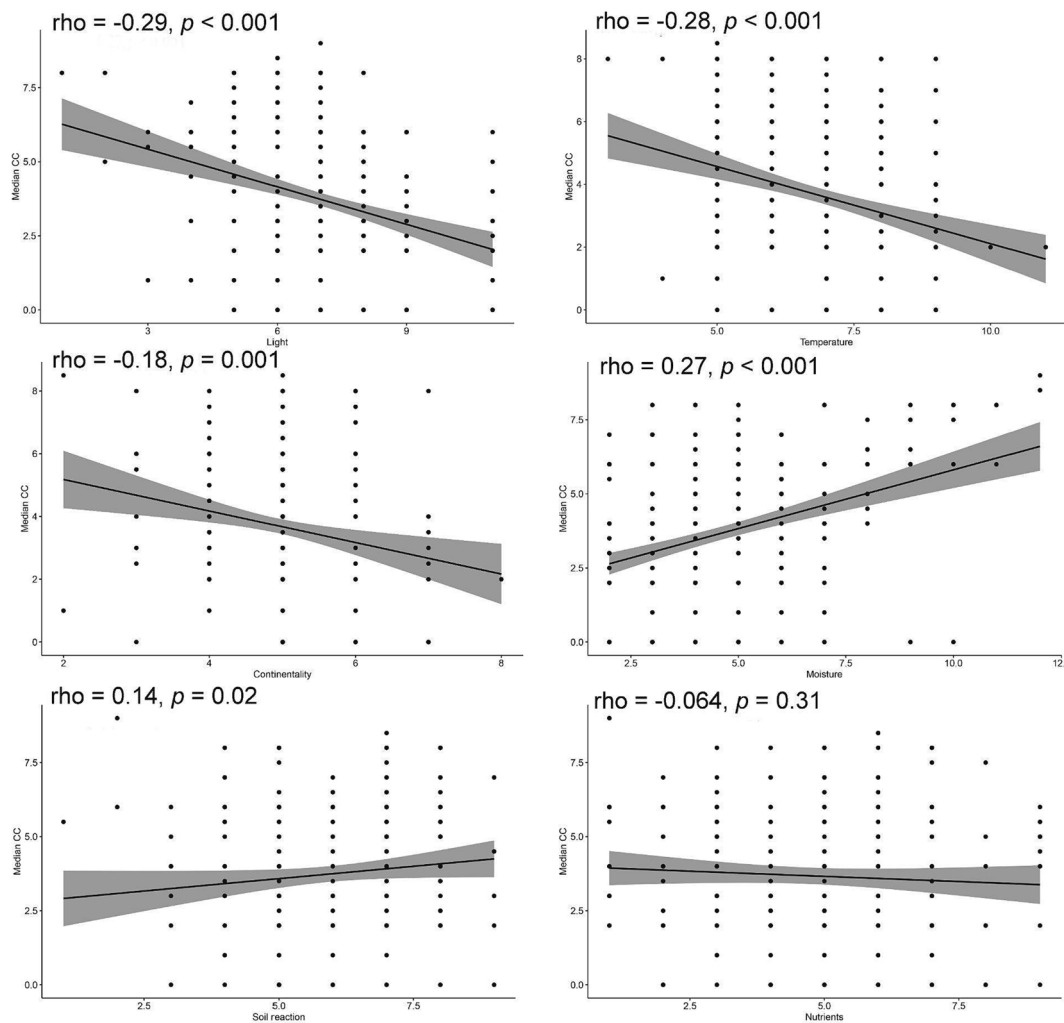 rho = -0.29, p < 0.001
7.5
5.0
2.5
0.0
Median CC
3 6 9
Light
rho = -0.28, p < 0.001
8
6
4
2
0
Median CC
5.0 7.5 10.0
Temperature
rho = -0.18, p = 0.001
8
6
4
2
0
Median CC
2 4 6 8
Continentality
rho = 0.27, p < 0.001
7.5
5.0
2.5
0.0
Median CC
2.5 5.0 7.5 10.0 12.
Moisture
rho = 0.14, p = 0.02
7.5
5.0
2.5
0.0
Median CC
2.5 5.0 7.5
Soil reaction
rho = -0.064, p = 0.31
7.5
5.0
2.5
0.0
Median CC
2.5 5.0 7.5
Nutrients